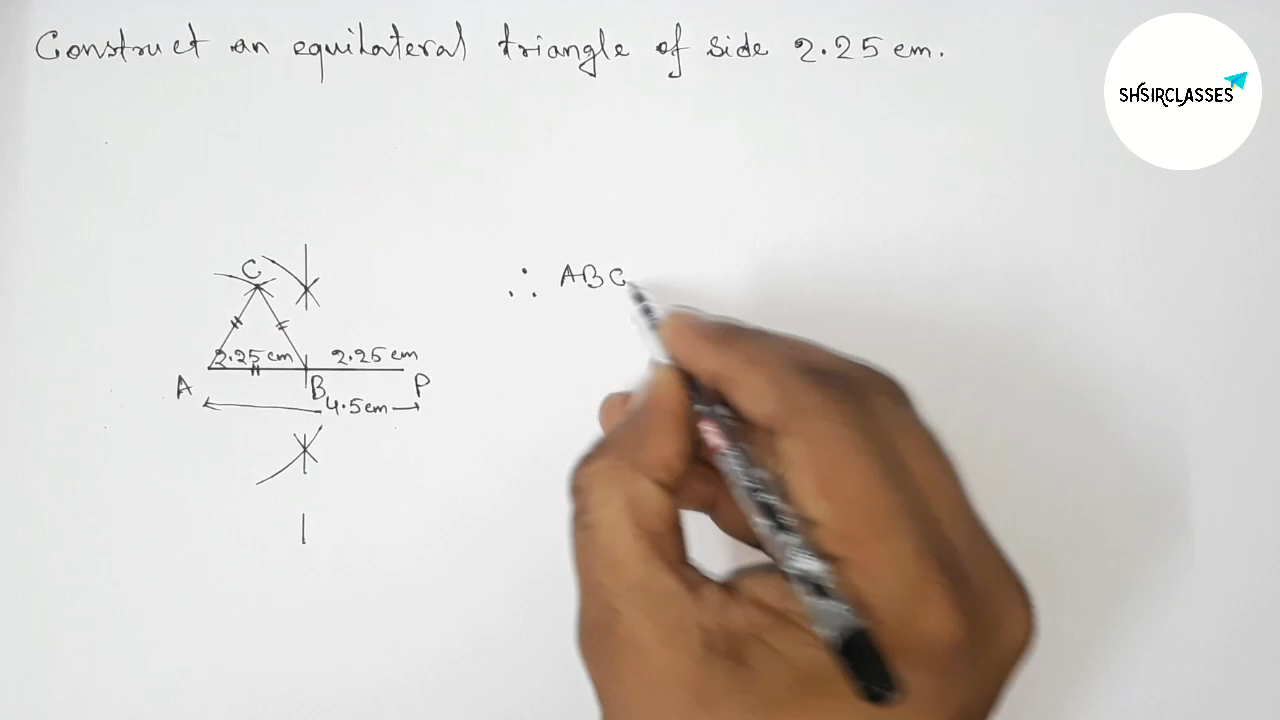 Construct an equilateral triangle of side 2.25 cm.
SHSIRCLASSES
C
2.25 cm 2.25 cm
A B P
4.5 cm
∴ ABC